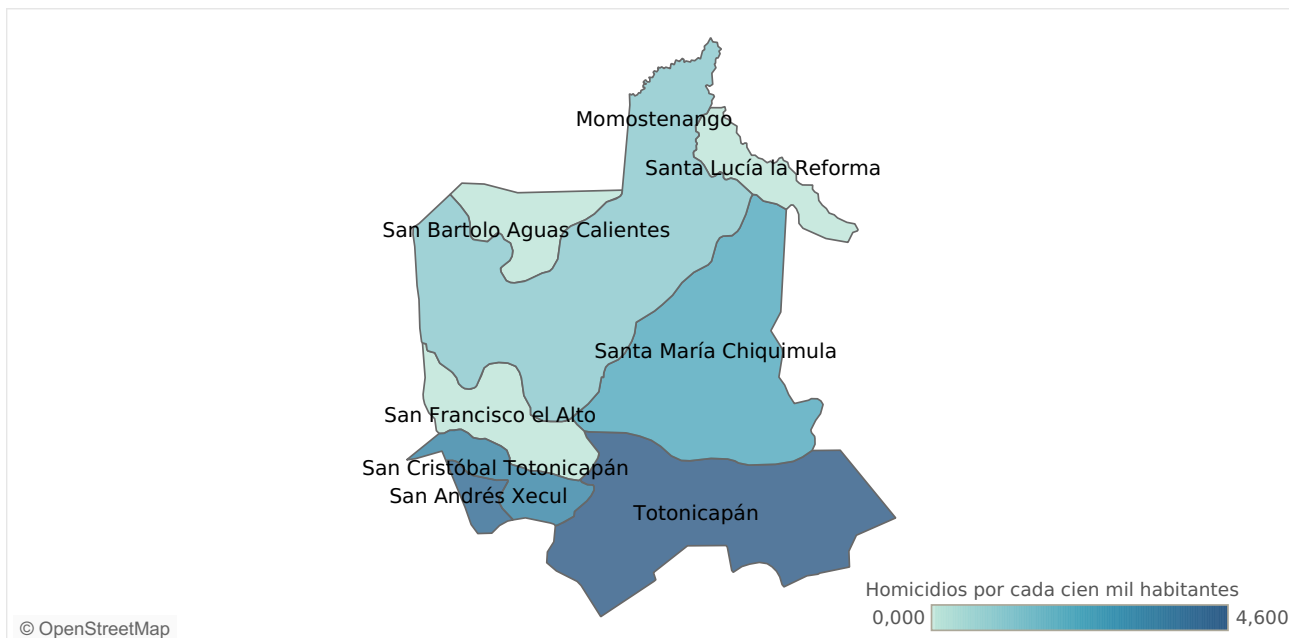 Momostenango
Santa Lucía la Reforma
San Bartolo Aguas Calientes
Santa María Chiquimula
San Francisco el Alto
San Cristóbal Totonicapán
San Andrés Xecul
Totonicapán
Homicidios por cada cien mil habitantes
0,000 4,600
© OpenStreetMap